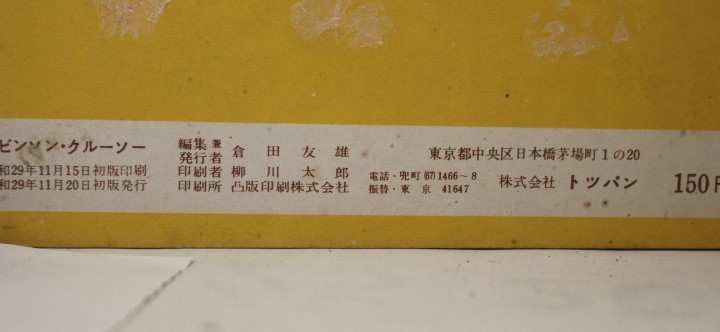 ビンソン・クルーソー
和29年11月15日初版印刷
和29年11月20日初版発行
編集兼
発行者 倉田友雄
印刷者 柳川太郎
印刷所 凸版印刷株式会社
東京都中央区日本橋茅場町1の20
電話・兜町(67)1466~8
振替・東京 41647
株式会社 トツパン
150円